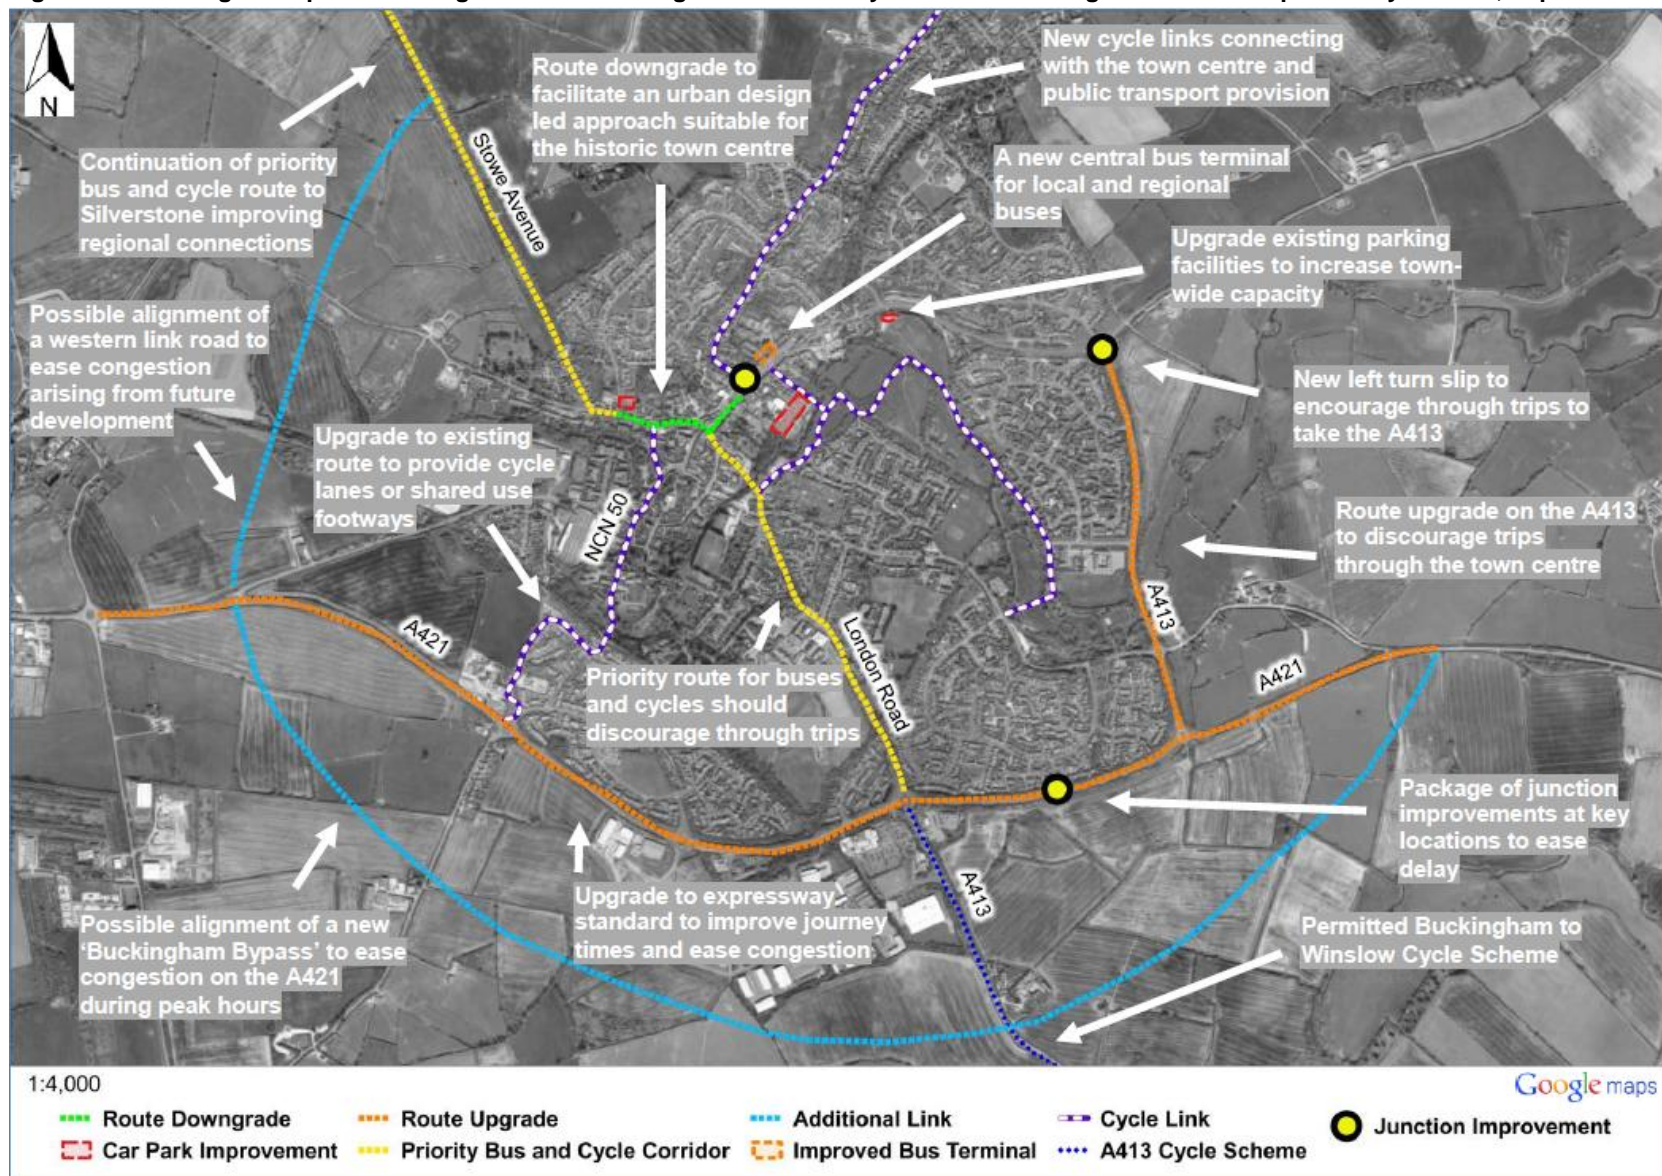 N
New cycle links connecting
with the town centre and
public transport provision
Route downgrade to
facilitate an urban design
led approach suitable for
the historic town centre
Continuation of priority
bus and cycle route to
Silverstone improving
regional connections
Stowe Avenue
A new central bus terminal
for local and regional
buses
Upgrade existing parking
facilities to increase town-
wide capacity
Possible alignment of
a western link road to
ease congestion
arising from future
development
New left turn slip to
encourage through trips to
take the A413
Upgrade to existing
route to provide cycle
lanes or shared use
footways
NCN 50
Route upgrade on the A413
to discourage trips
through the town centre
A413
A421
London Road
A421
Priority route for buses
and cycles should
discourage through trips
Package of junction
improvements at key
locations to ease
delay
A413
Upgrade to expressway
standard to improve journey
times and ease congestion
Possible alignment of a new
‘Buckingham Bypass’ to ease
congestion on the A421
during peak hours
Permitted Buckingham to
Winslow Cycle Scheme
1:4,000
Google maps
Route Downgrade
Route Upgrade
Additional Link
Cycle Link
Junction Improvement
Car Park Improvement
Priority Bus and Cycle Corridor
Improved Bus Terminal
A413 Cycle Scheme